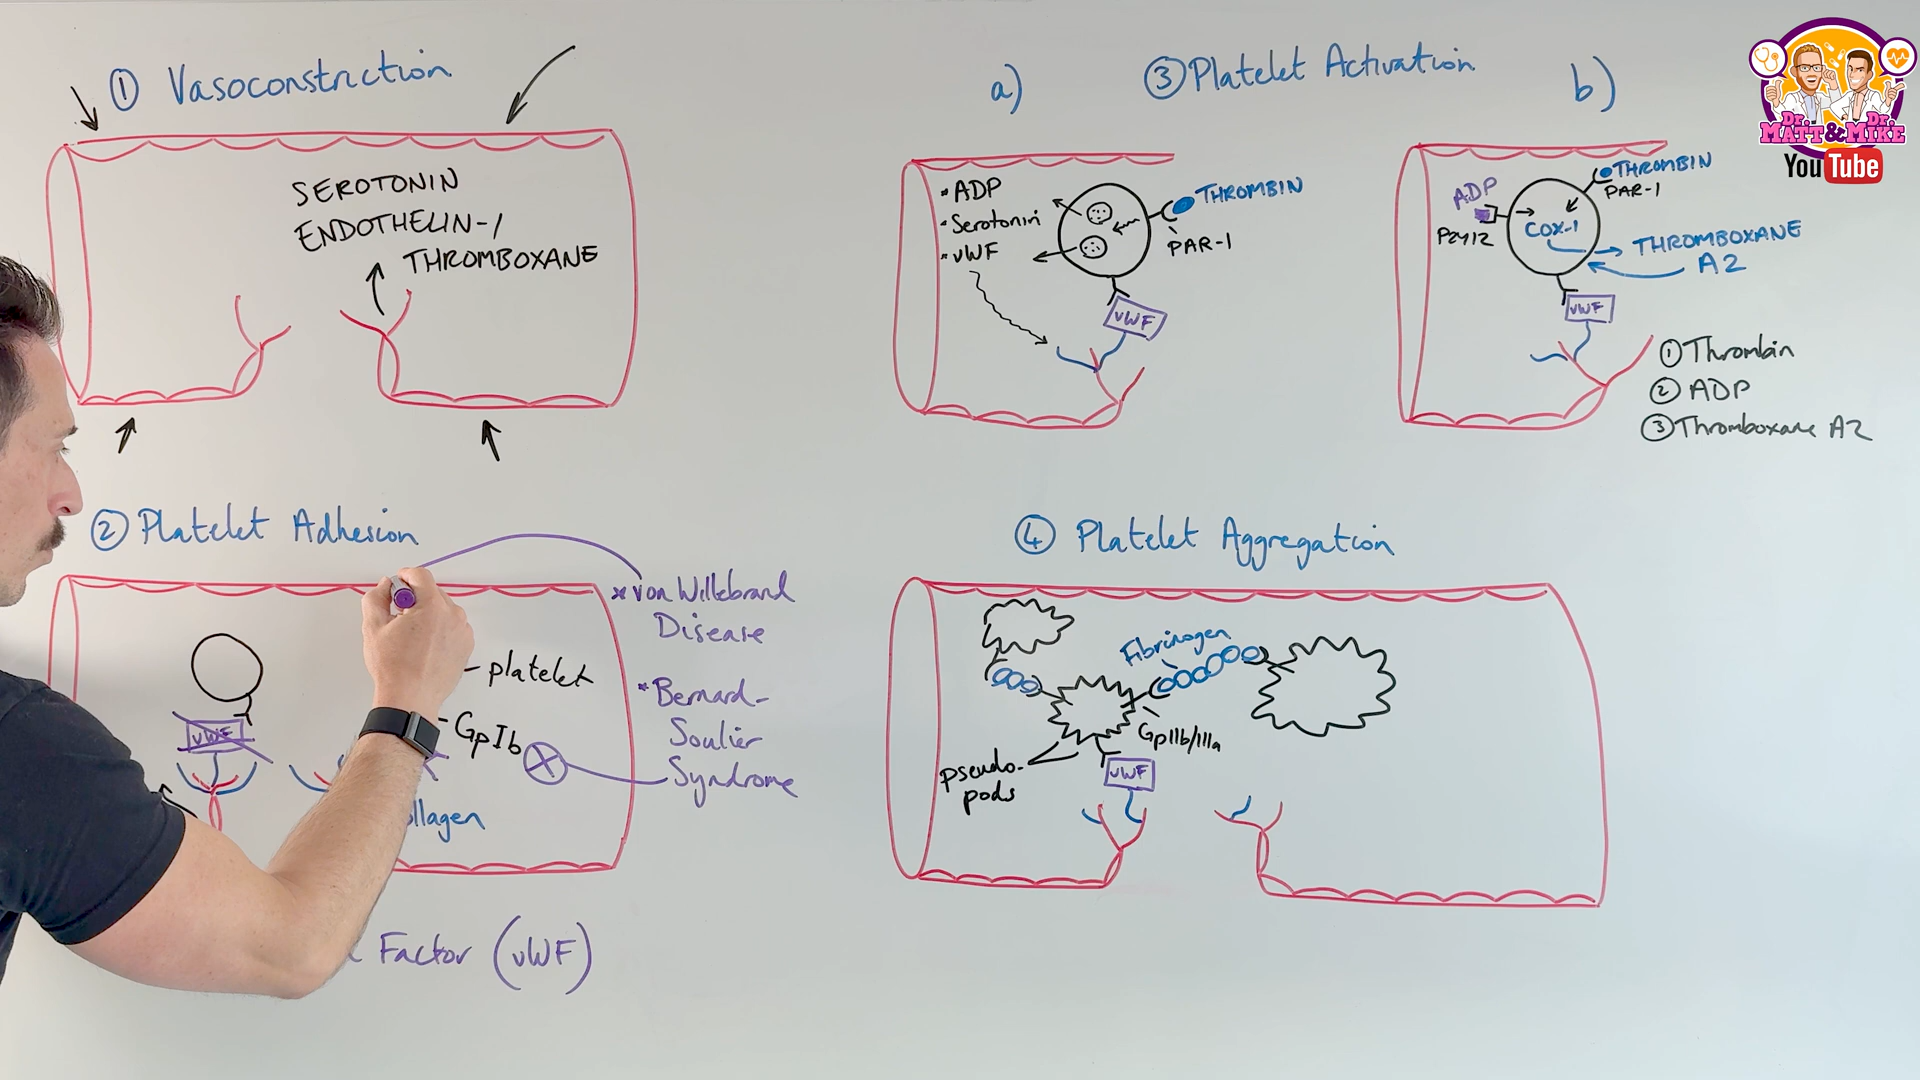 ① Vasoconstriction
SEROTONIN
ENDOTHELIN-1
THROMBOXANE
② Platelet Adhesion
platelet
GpIb
vWF
ollagen
Factor (vWF)
* von Willebrand
Disease
* Bernard-
Soulier
Syndrome
③ Platelet Activation
a)
• ADP
• Serotonin
• vWF
THROMBIN
PAR-1
vWF
b)
THROMBIN
PAR-1
ADP
P2Y12
COX-1
THROMBOXANE
A2
vWF
① Thrombin
② ADP
③ Thromboxane A2
④ Platelet Aggregation
Fibrinogen
GpIIb/IIIa
pseudo-
pods
vWF
Dr. Dr.
MATT & MIKE
YouTube